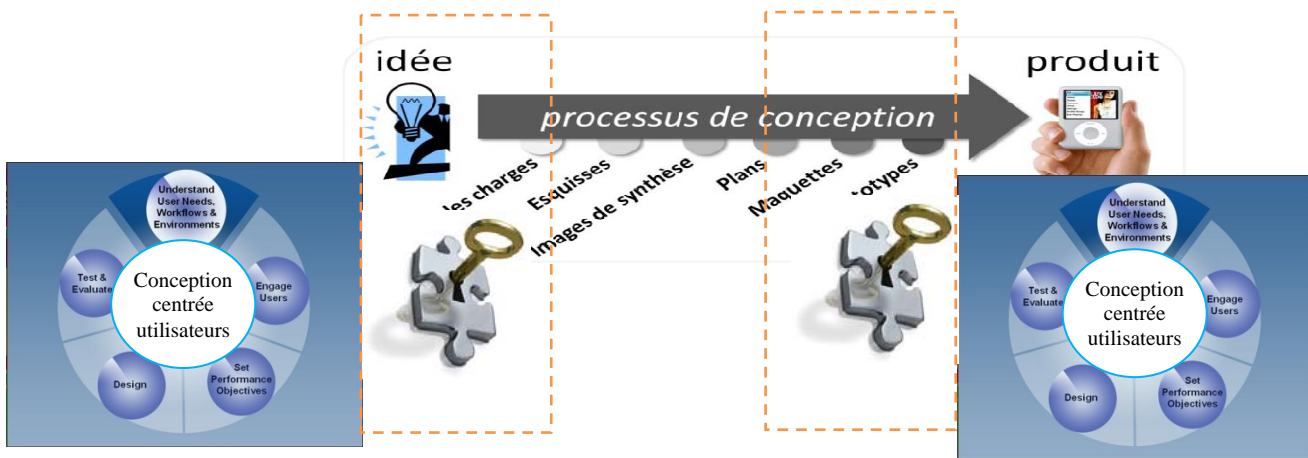 idée
produit
processus de conception
les charges
Esquisses
Images de synthèse
Plans
Maquettes
otypes
Understand
User Needs,
Workflows &
Environments
Test &
Evaluate
Engage
Users
Conception
centrée
utilisateurs
Design
Set
Performance
Objectives
Understand
User Needs,
Workflows &
Environments
Test &
Evaluate
Engage
Users
Conception
centrée
utilisateurs
Design
Set
Performance
Objectives